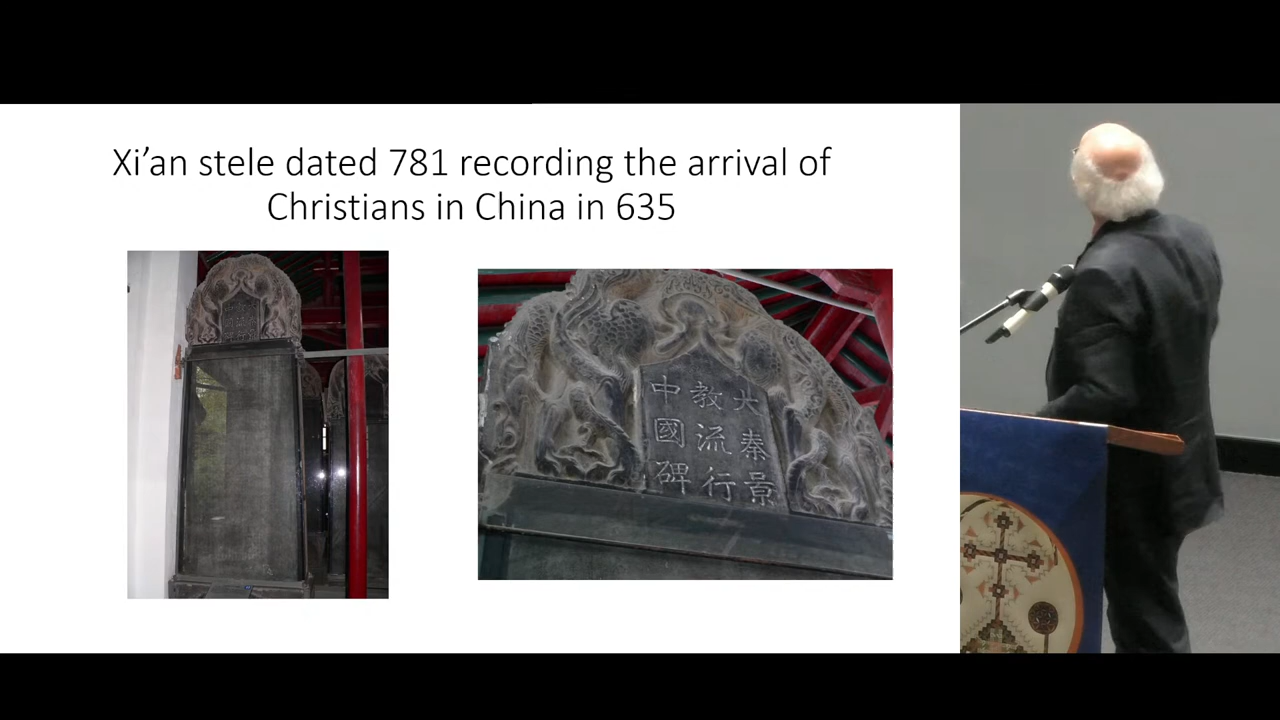 Xi’an stele dated 781 recording the arrival of
Christians in China in 635
大秦景
教流行
中國碑